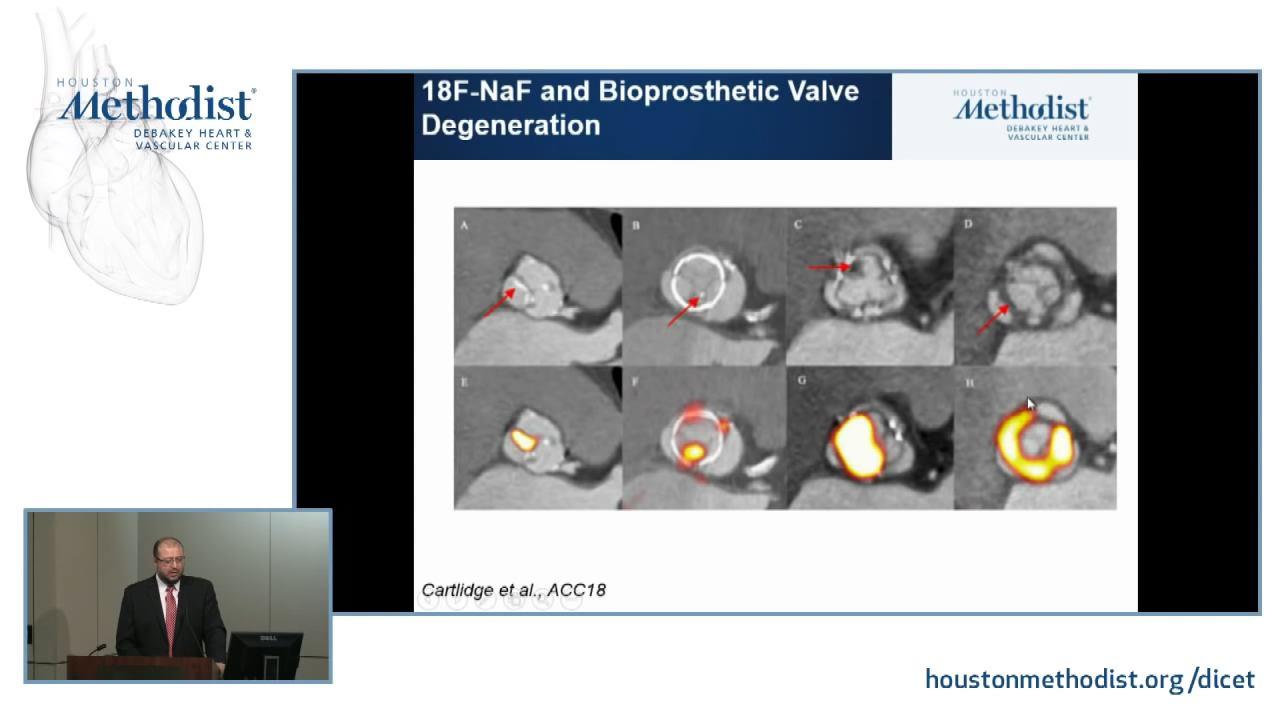 HOUSTON
Methodist®
DEBAKEY HEART &
VASCULAR CENTER
18F-NaF and Bioprosthetic Valve
Degeneration
HOUSTON
Methodist®
DEBAKEY HEART &
VASCULAR CENTER
A
B
C
D
E
F
G
H
Cartlidge et al., ACC18
DELL
houstonmethodist.org/dicet